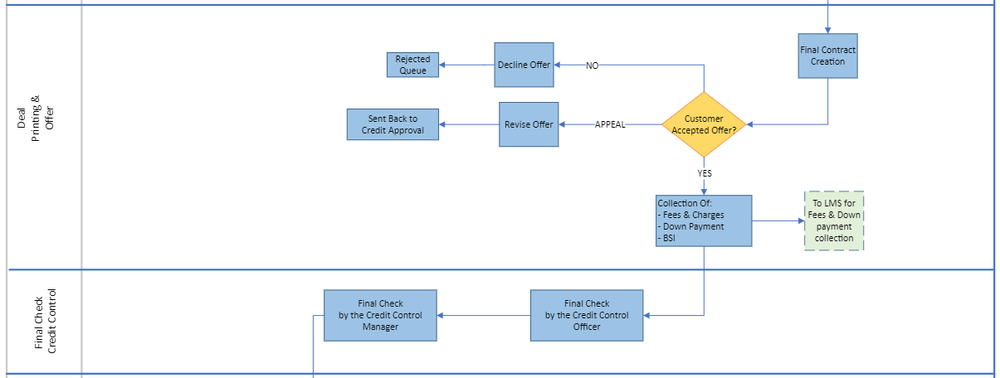 Deal
Printing &
Offer
Final Contract
Creation
Rejected
Queue
Decline Offer
NO
Sent Back to
Credit Approval
Revise Offer
APPEAL
Customer
Accepted Offer?
YES
Collection Of:
- Fees & Charges
- Down Payment
- BSI
To LMS for
Fees & Down
payment
collection
Final Check
Credit Control
Final Check
by the Credit Control
Manager
Final Check
by the Credit Control
Officer